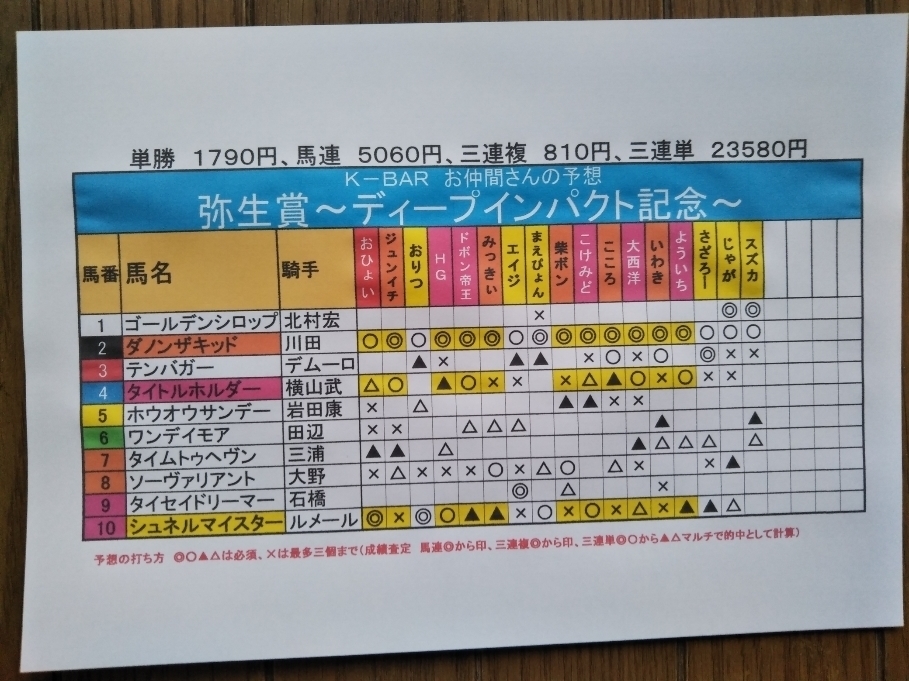 単勝 1790円、馬連 5060円、三連複 810円、三連単 23580円
K-BAR お仲間さんの予想
弥生賞~ディープインパクト記念~
馬番 馬名 騎手 おひょい ジュンイチ おりつ HG ドボン帝王 みっきぃ エイジ まえぴょん 柴ボン こけみど こころ 大西洋 いわき よういち さざろー じゃが スズカ
1 ゴールデンシロップ 北村宏 × ◎ ◎
2 ダノンザキッド 川田 ○ ◎ ○ ◎ ◎ ◎ ○ ○ ◎ ◎ ◎ ◎ ◎ ◎ ○ ○ ○
3 テンバガー デムーロ ▲ × ▲ ▲ × ○ × ○ ◎ × ×
4 タイトルホルダー 横山武 △ ○ ▲ ○ × × × △ ▲ ○ × ○ × ×
5 ホウオウサンデー 岩田康 × △ ▲ ▲ × ×
6 ワンデイモア 田辺 × × △ △ △ ▲ ▲
7 タイムトゥヘヴン 三浦 ▲ ▲ △ ▲ △ △ △ △
8 ソーヴァリアント 大野 × △ × × × ○ × △ ○ △ × × ▲
9 タイセイドリーマー 石橋 ◎ △ ×
10 シュネルマイスター ルメール ◎ × ◎ ○ ▲ ▲ × ○ × ○ × △ × ▲ ▲ △
予想の打ち方 ◎○▲△は必須、×は最多三個まで(成績査定 馬連◎から印、三連複◎から印、三連単◎○から▲△マルチで的中として計算)